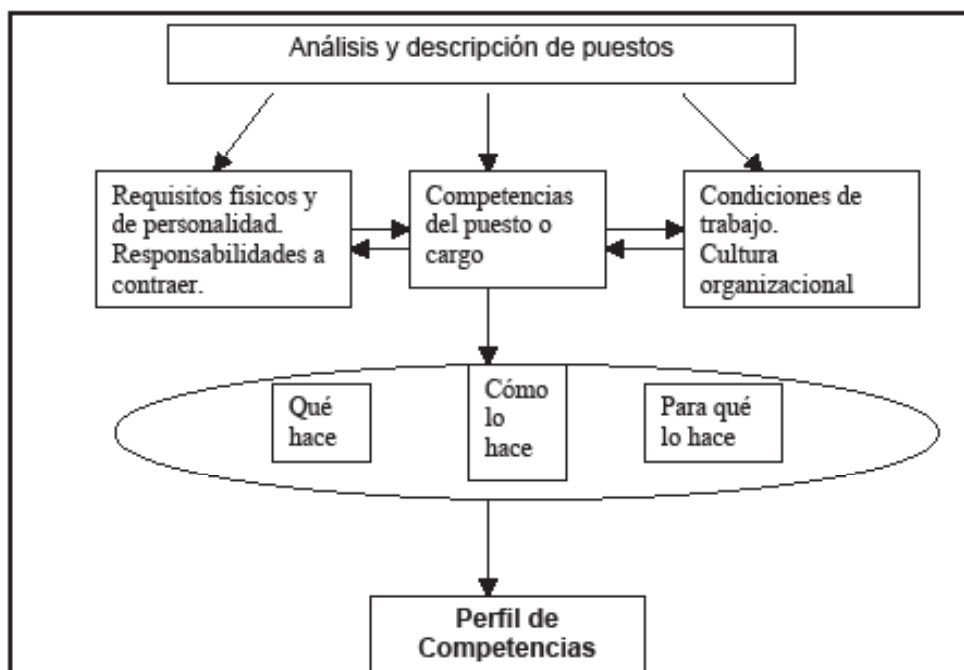 Análisis y descripción de puestos
Requisitos físicos y
de personalidad.
Responsabilidades a
contraer.
Competencias
del puesto o
cargo
Condiciones de
trabajo.
Cultura
organizacional
Qué
hace
Cómo
lo
hace
Para qué
lo hace
Perfil de
Competencias